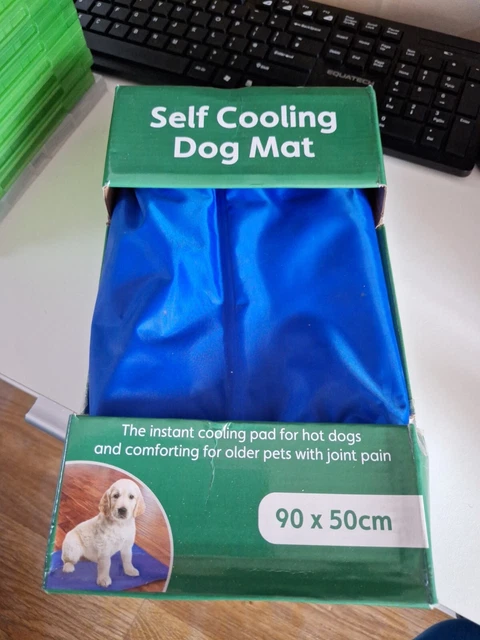 EQUATECH
Self Cooling
Dog Mat
The instant cooling pad for hot dogs
and comforting for older pets with joint pain
90 x 50cm